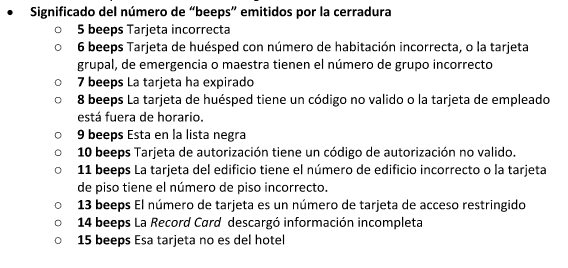 • Significado del número de “beeps” emitidos por la cerradura
○ 5 beeps Tarjeta incorrecta
○ 6 beeps Tarjeta de huésped con número de habitación incorrecta, o la tarjeta
grupal, de emergencia o maestra tienen el número de grupo incorrecto
○ 7 beeps La tarjeta ha expirado
○ 8 beeps La tarjeta de huésped tiene un código no valido o la tarjeta de empleado
está fuera de horario.
○ 9 beeps Esta en la lista negra
○ 10 beeps Tarjeta de autorización tiene un código de autorización no valido.
○ 11 beeps La tarjeta del edificio tiene el número de edificio incorrecto o la tarjeta
de piso tiene el número de piso incorrecto.
○ 13 beeps El número de tarjeta es un número de tarjeta de acceso restringido
○ 14 beeps La Record Card descargó información incompleta
○ 15 beeps Esa tarjeta no es del hotel